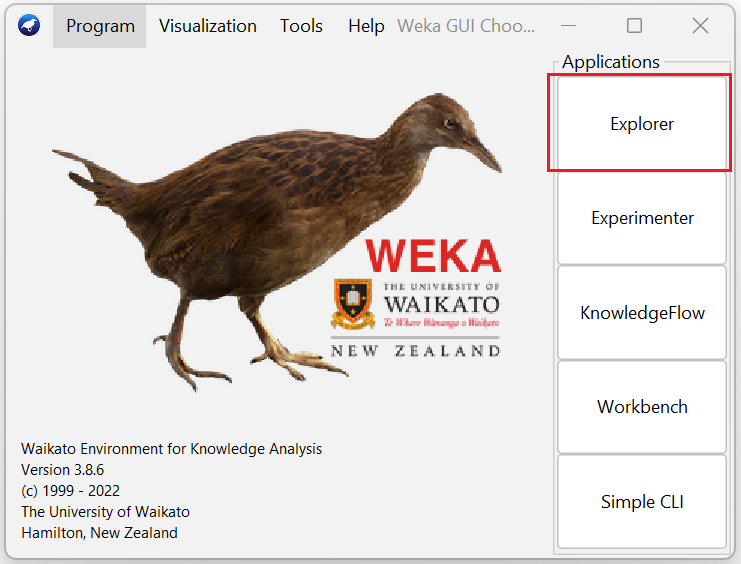 Program Visualization Tools Help Weka GUI Choo...
Applications
Explorer
Experimenter
KnowledgeFlow
Workbench
Simple CLI
WEKA
THE UNIVERSITY OF
WAIKATO
Te Whare Wānanga o Waikato
NEW ZEALAND
Waikato Environment for Knowledge Analysis
Version 3.8.6
(c) 1999 - 2022
The University of Waikato
Hamilton, New Zealand